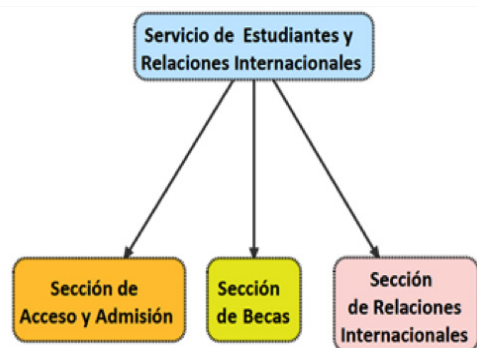 Servicio de Estudiantes y
Relaciones Internacionales
Sección de
Acceso y Admisión
Sección
de Becas
Sección
de Relaciones
Internacionales